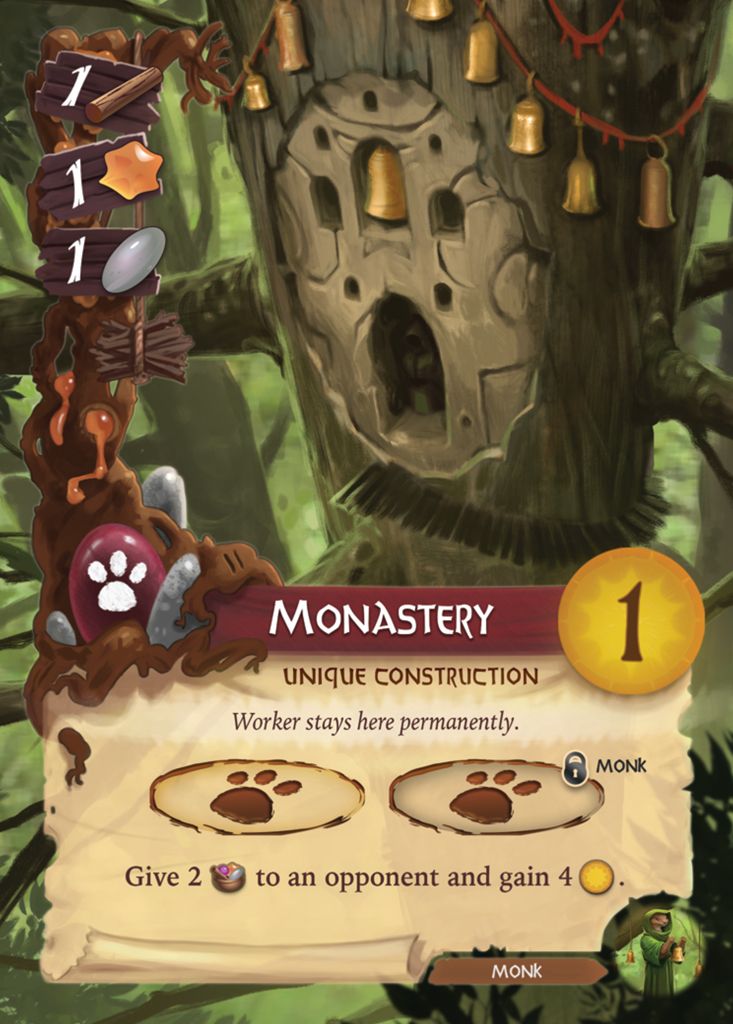 1
1
1
MONASTERY
1
UNIQUE CONSTRUCTION
Worker stays here permanently.
MONK
Give 2 to an opponent and gain 4 .
MONK